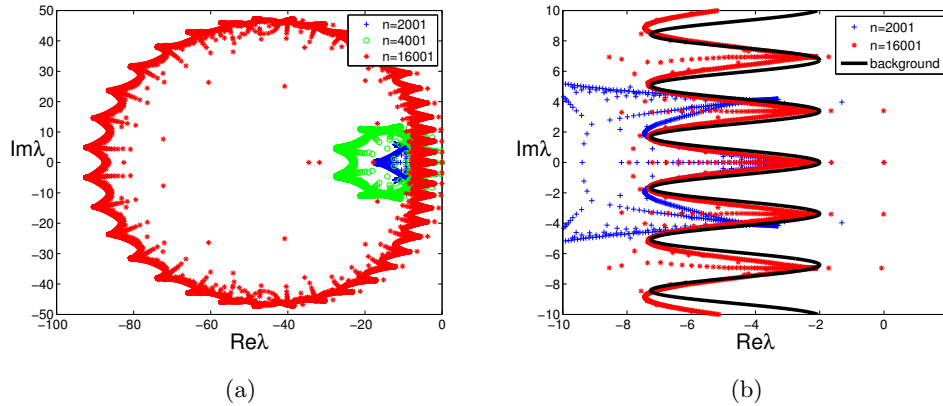 50
40
30
20
10
Imλ 0
−10
−20
−30
−40
−50
−100 −80 −60 −40 −20 0
Reλ
n=2001
n=4001
n=16001
(a)
10
8
6
4
2
Imλ 0
−2
−4
−6
−8
−10
−10 −8 −6 −4 −2 0
Reλ
n=2001
n=16001
background
(b)